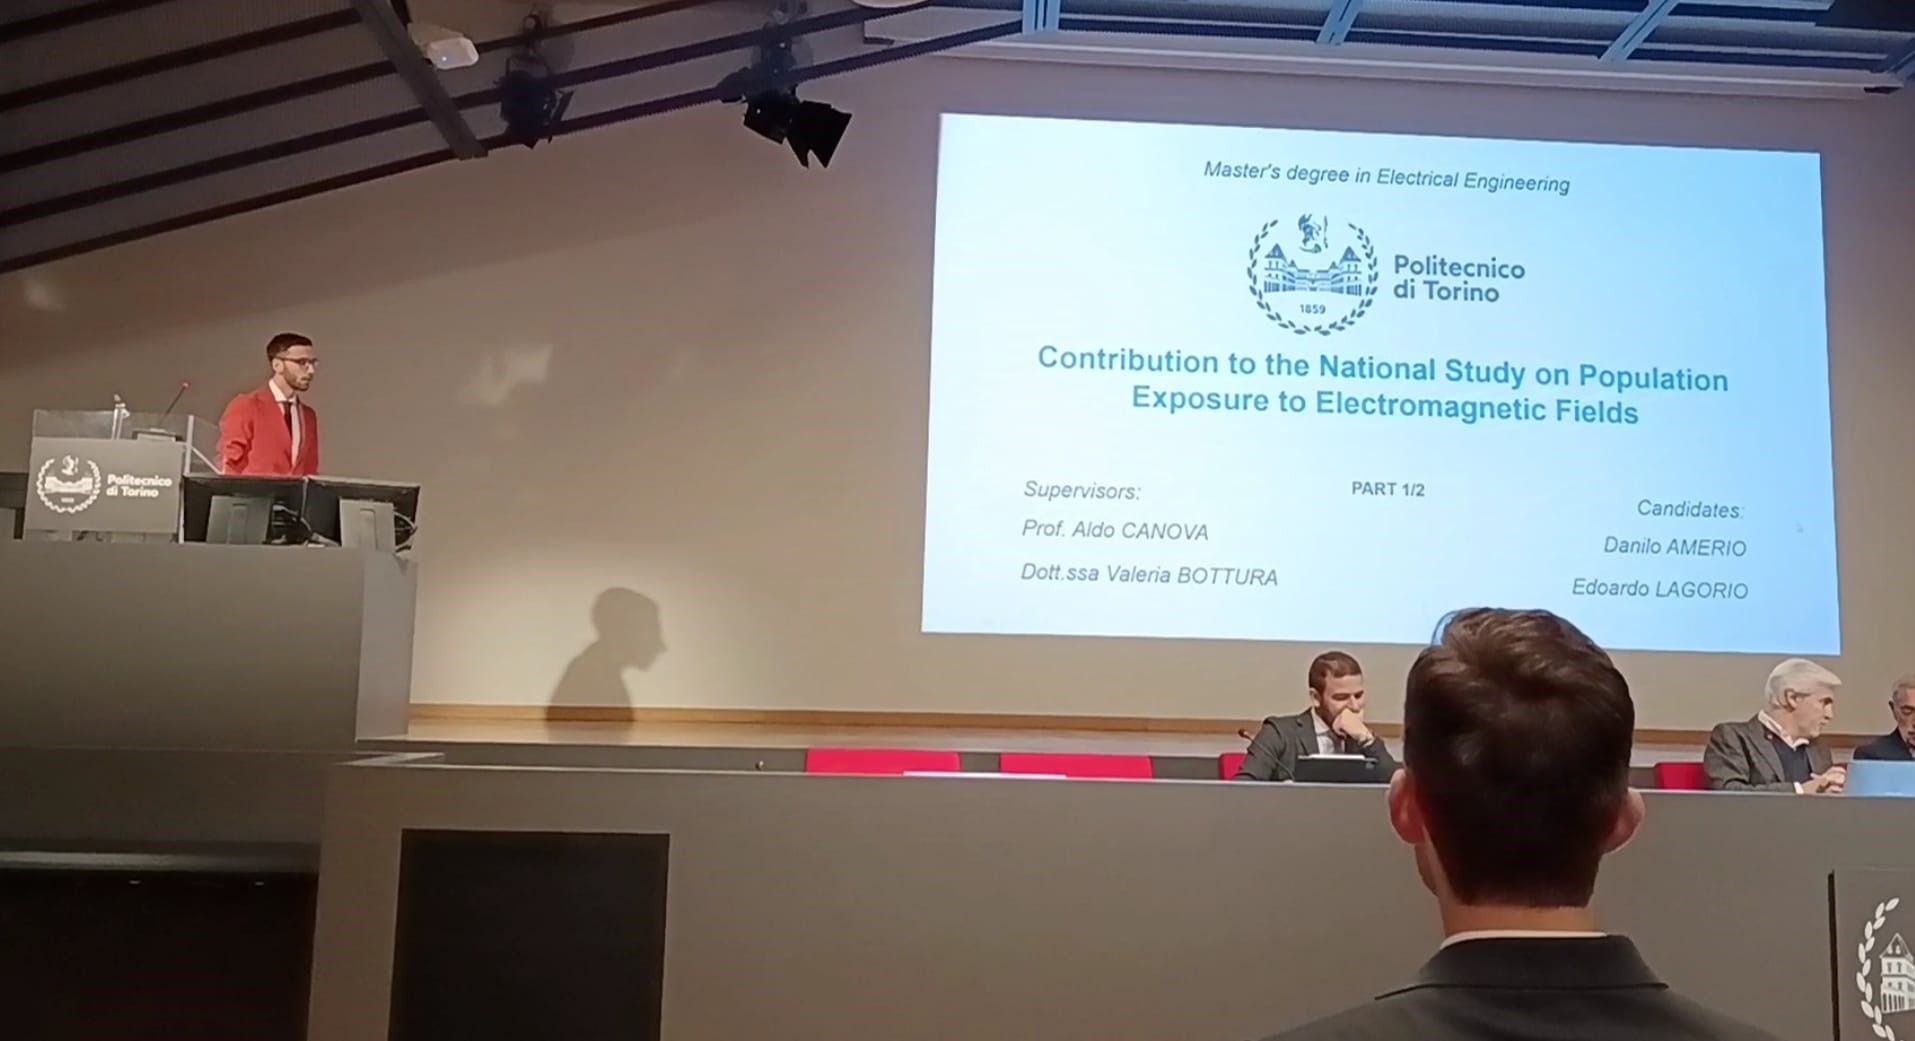 Master's degree in Electrical Engineering
1859
Politecnico
di Torino
Contribution to the National Study on Population
Exposure to Electromagnetic Fields
PART 1/2
Supervisors:
Prof. Aldo CANOVA
Dott.ssa Valeria BOTTURA
Candidates:
Danilo AMERIO
Edoardo LAGORIO
Politecnico
di Torino